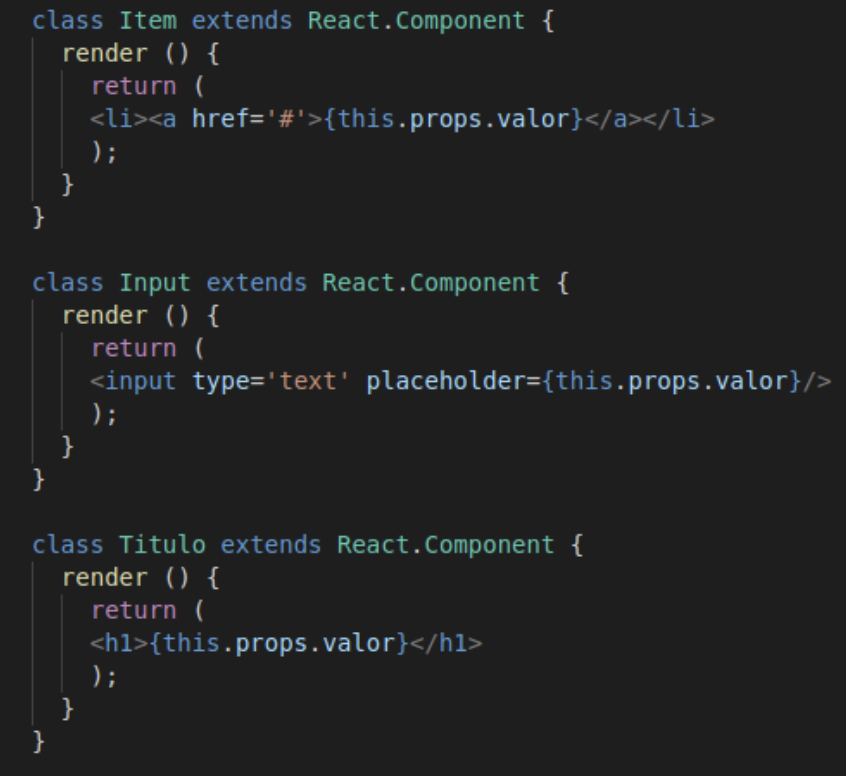 class Item extends React.Component {
render () {
return (
<li><a href='#'>{this.props.valor}</a></li>
);
}
}
class Input extends React.Component {
render () {
return (
<input type='text' placeholder={this.props.valor}/>
);
}
}
class Titulo extends React.Component {
render () {
return (
<h1>{this.props.valor}</h1>
);
}
}